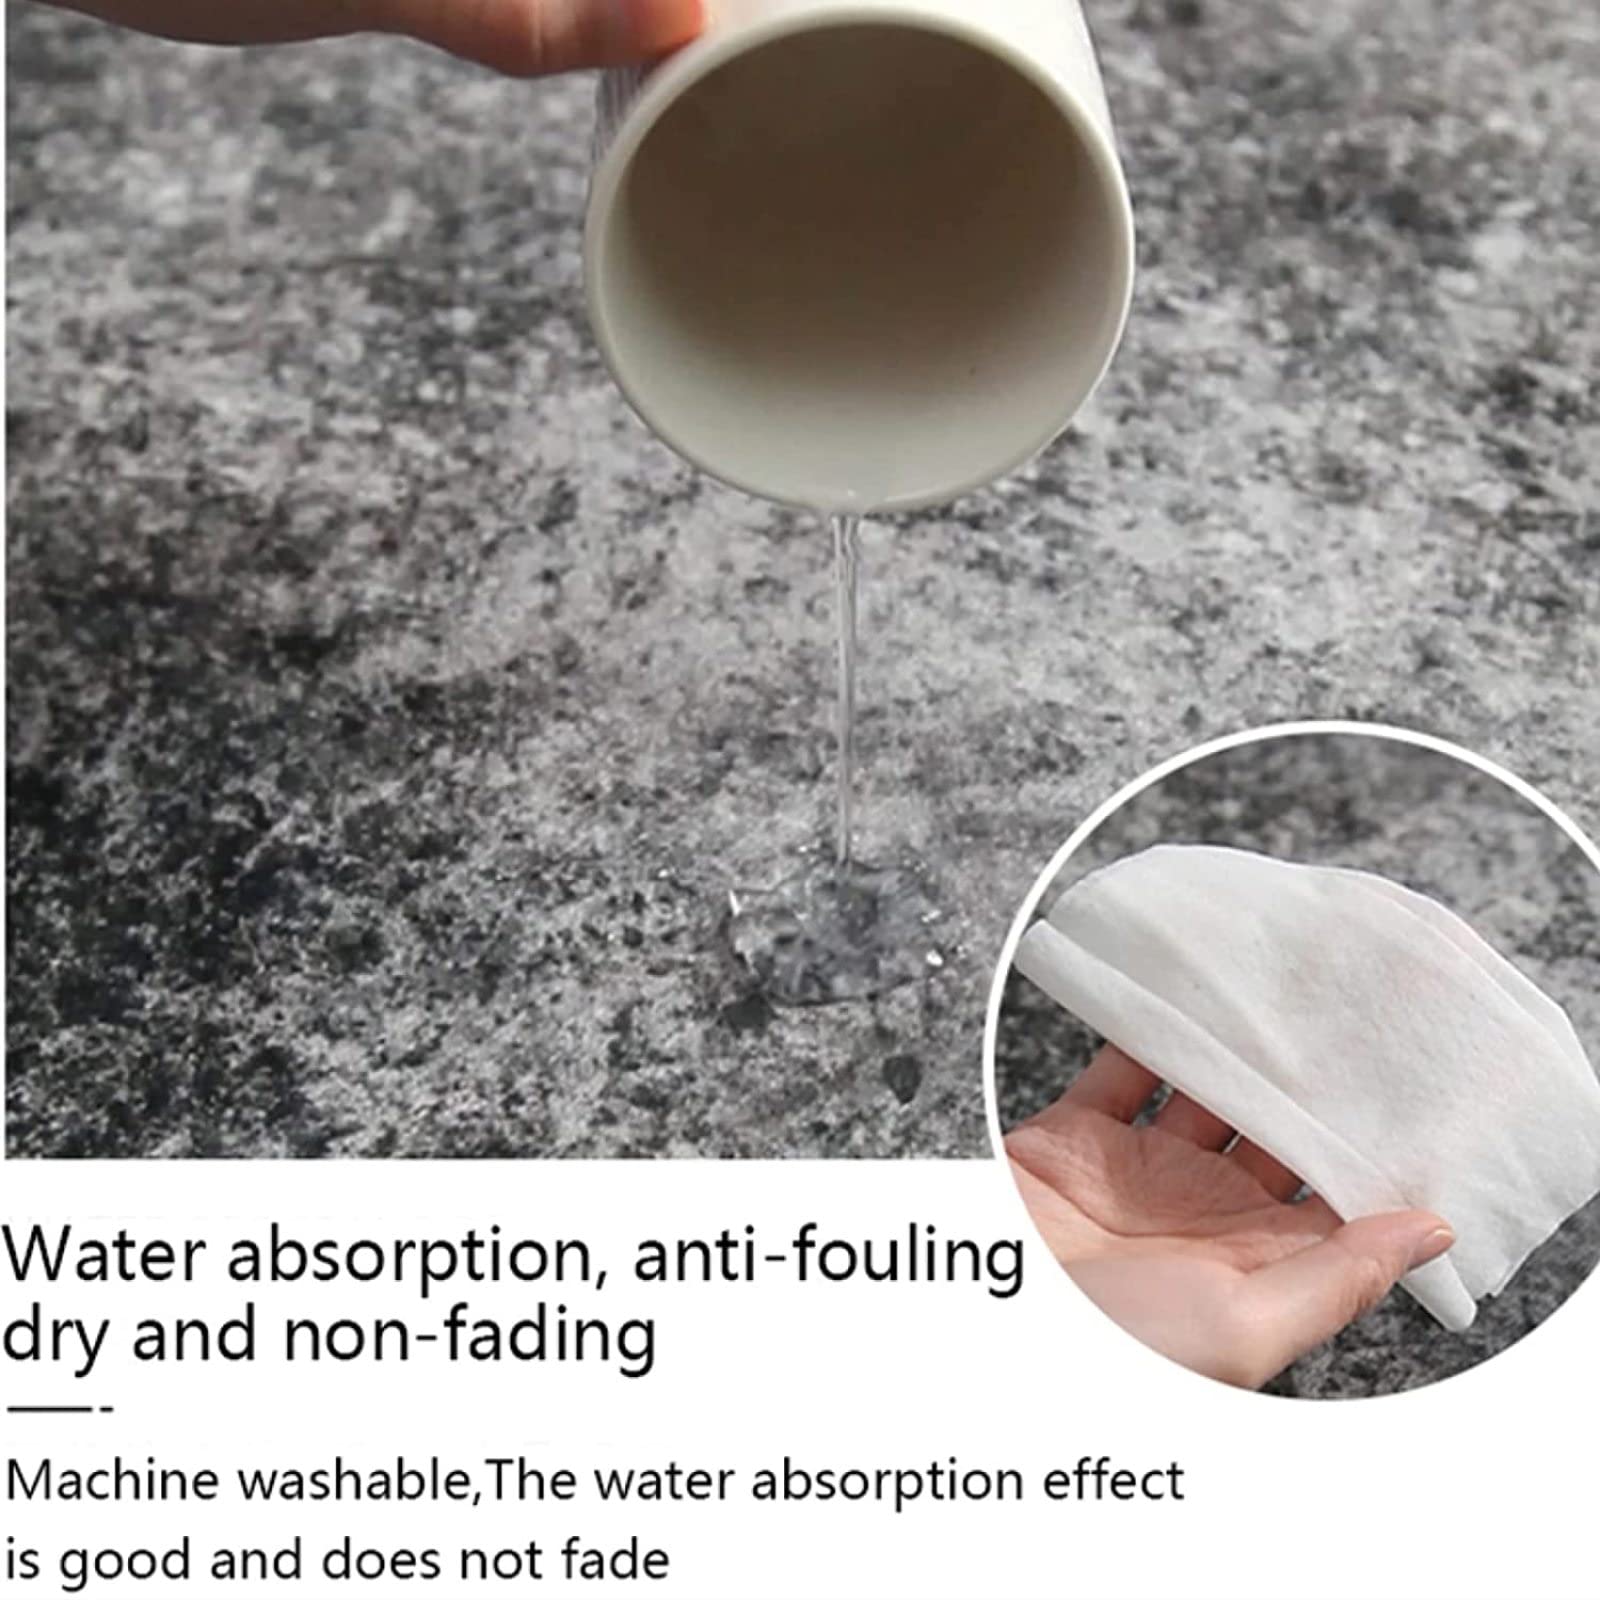 Water absorption, anti-fouling
dry and non-fading
Machine washable,The water absorption effect
is good and does not fade